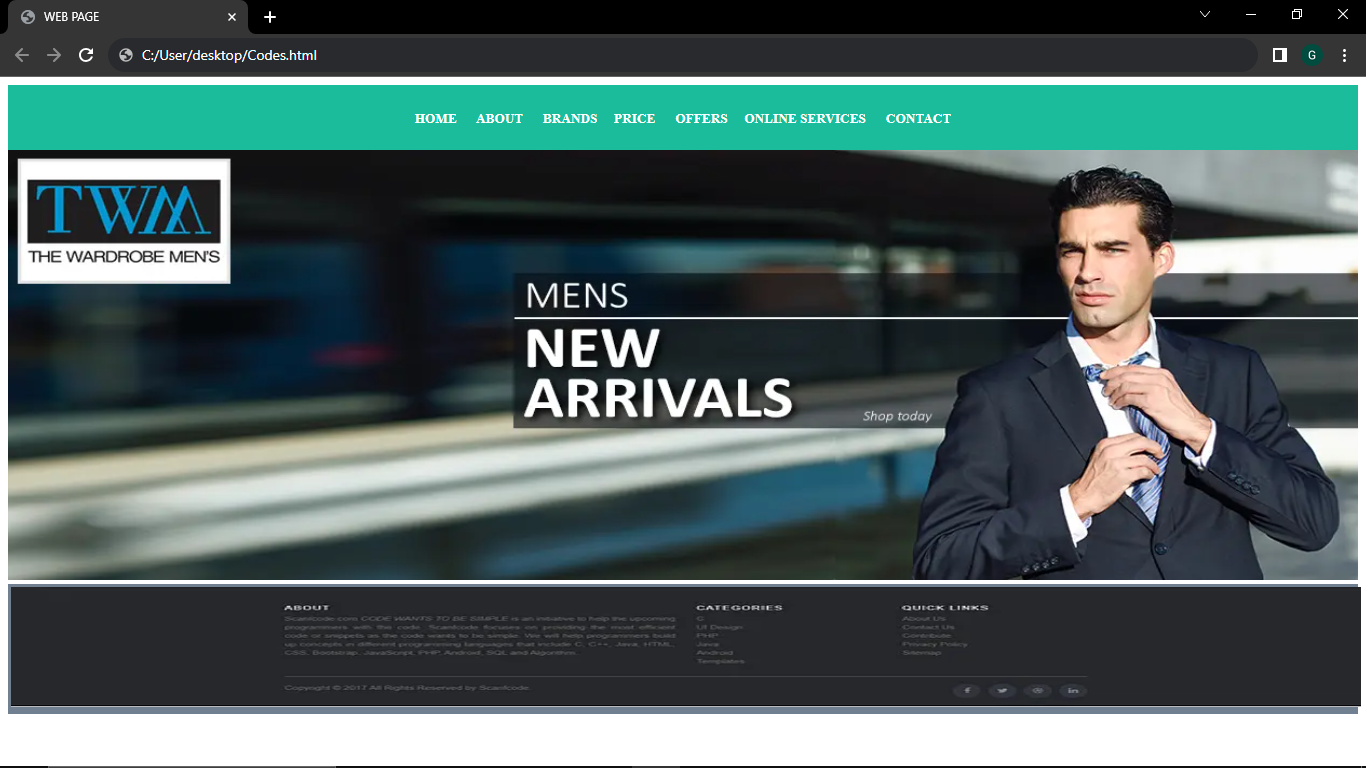 WEB PAGE
C:/User/desktop/Codes.html
G
HOME ABOUT BRANDS PRICE OFFERS ONLINE SERVICES CONTACT
TWM
THE WARDROBE MEN'S
MENS
NEW
ARRIVALS
Shop today
ABOUT
Scanfcode.com CODE WANTS TO BE SIMPLE is an initiative to help the upcoming
programmers with the code. Scanfcode focuses on providing the most efficient
code or snippets as the code wants to be simple. We will help programmers build
up concepts in different programming languages that include C, C++, Java, HTML,
CSS, Bootstrap, JavaScript, PHP, Android, SQL and Algorithm.
CATEGORIES
C
UI Design
PHP
Java
Android
Templates
QUICK LINKS
About Us
Contact Us
Contribute
Privacy Policy
Sitemap
Copyright © 2017 All Rights Reserved by Scanfcode.